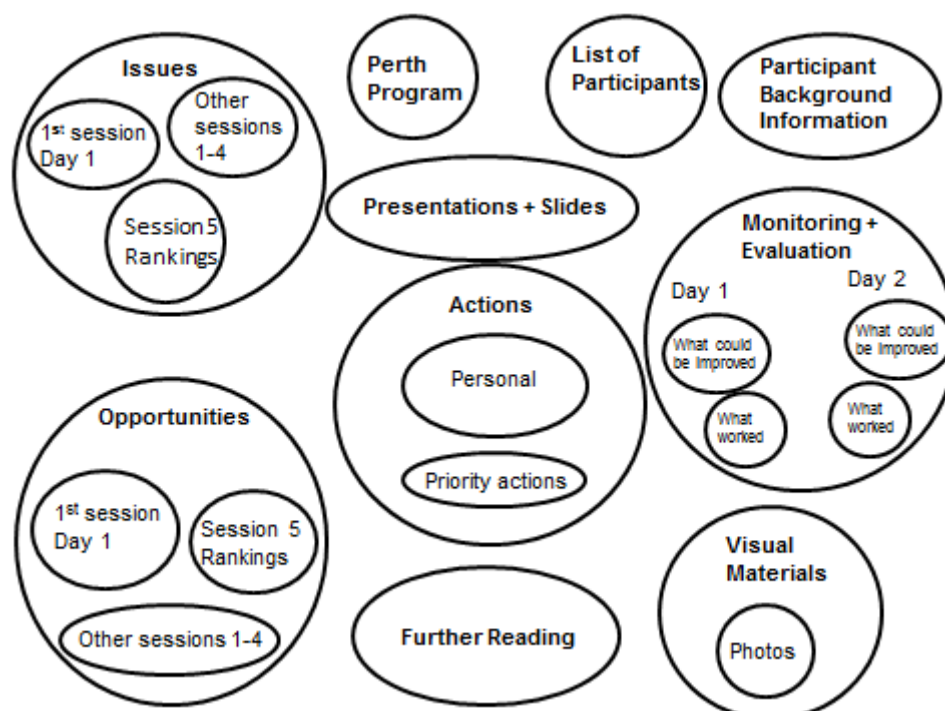 Issues
1st session
Day 1
Other
sessions
1-4
Session 5
Rankings
Perth
Program
List of
Participants
Participant
Background
Information
Presentations + Slides
Monitoring +
Evaluation
Day 1
What could
be improved
What
worked
Day 2
What could
be improved
What
worked
Actions
Personal
Priority actions
Opportunities
1st session
Day 1
Session 5
Rankings
Other sessions 1-4
Further Reading
Visual
Materials
Photos